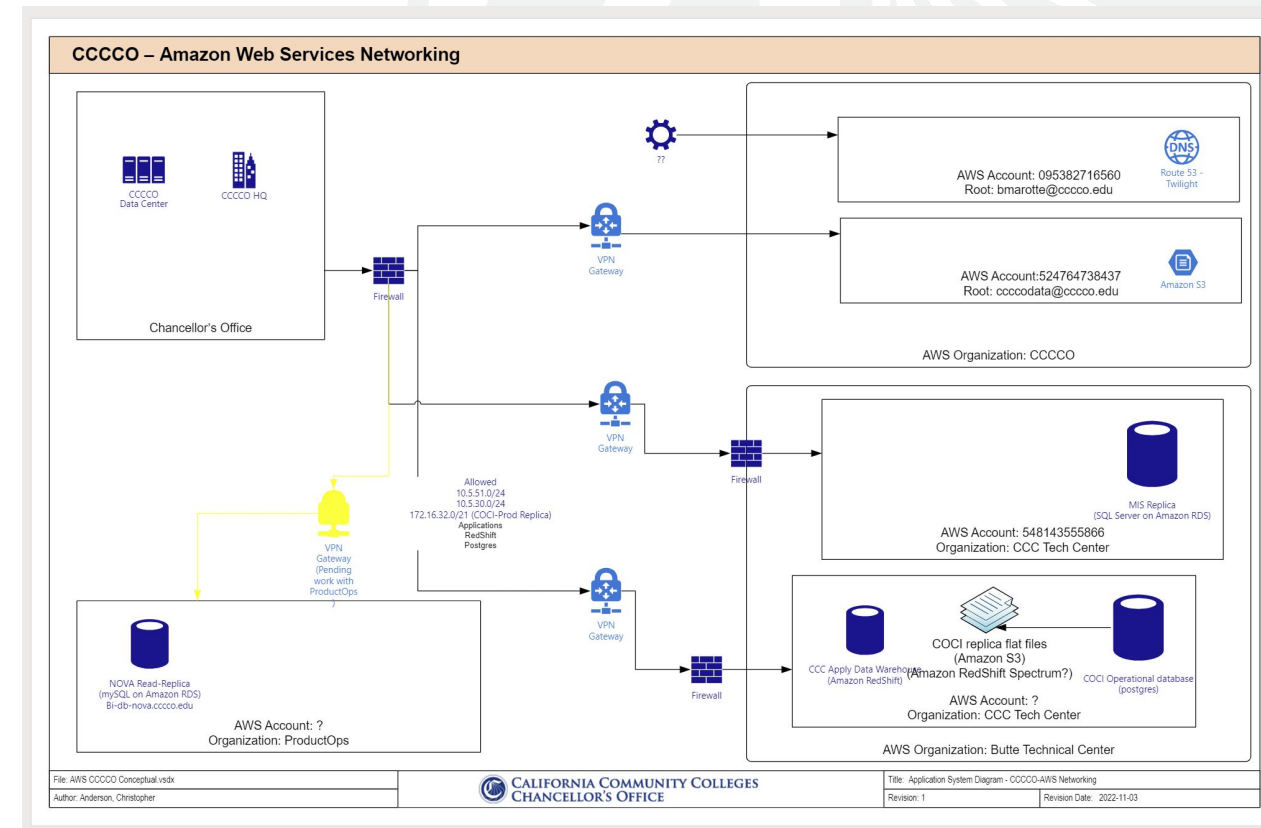 CCCCO – Amazon Web Services Networking
CCCCO
Data Center
CCCCO HQ
Chancellor's Office
Firewall
??
VPN
Gateway
AWS Account: 095382716560
Root: bmarotte@cccco.edu
Route 53 -
Twilight
AWS Account:524764738437
Root: ccccodata@cccco.edu
Amazon S3
AWS Organization: CCCCO
VPN
Gateway
Firewall
MIS Replica
(SQL Server on Amazon RDS)
AWS Account: 548143555866
Organization: CCC Tech Center
Allowed
10.5.51.0/24
10.5.30.0/24
172.16.32.0/21 (COCI-Prod Replica)
Applications
RedShift
Postgres
VPN
Gateway
(Pending
work with
ProductOps
)
VPN
Gateway
Firewall
CCC Apply Data Warehouse
(Amazon RedShift)
COCI replica flat files
(Amazon S3)
(Amazon RedShift Spectrum?)
COCI Operational database
(postgres)
AWS Account: ?
Organization: CCC Tech Center
AWS Organization: Butte Technical Center
NOVA Read-Replica
(mySQL on Amazon RDS)
Bi-db-nova.cccco.edu
AWS Account: ?
Organization: ProductOps
File: AWS CCCCO Conceptual.vsdx
Author: Anderson, Christopher
CALIFORNIA COMMUNITY COLLEGES
CHANCELLOR'S OFFICE
Title: Application System Diagram - CCCCO-AWS Networking
Revision: 1
Revision Date: 2022-11-03